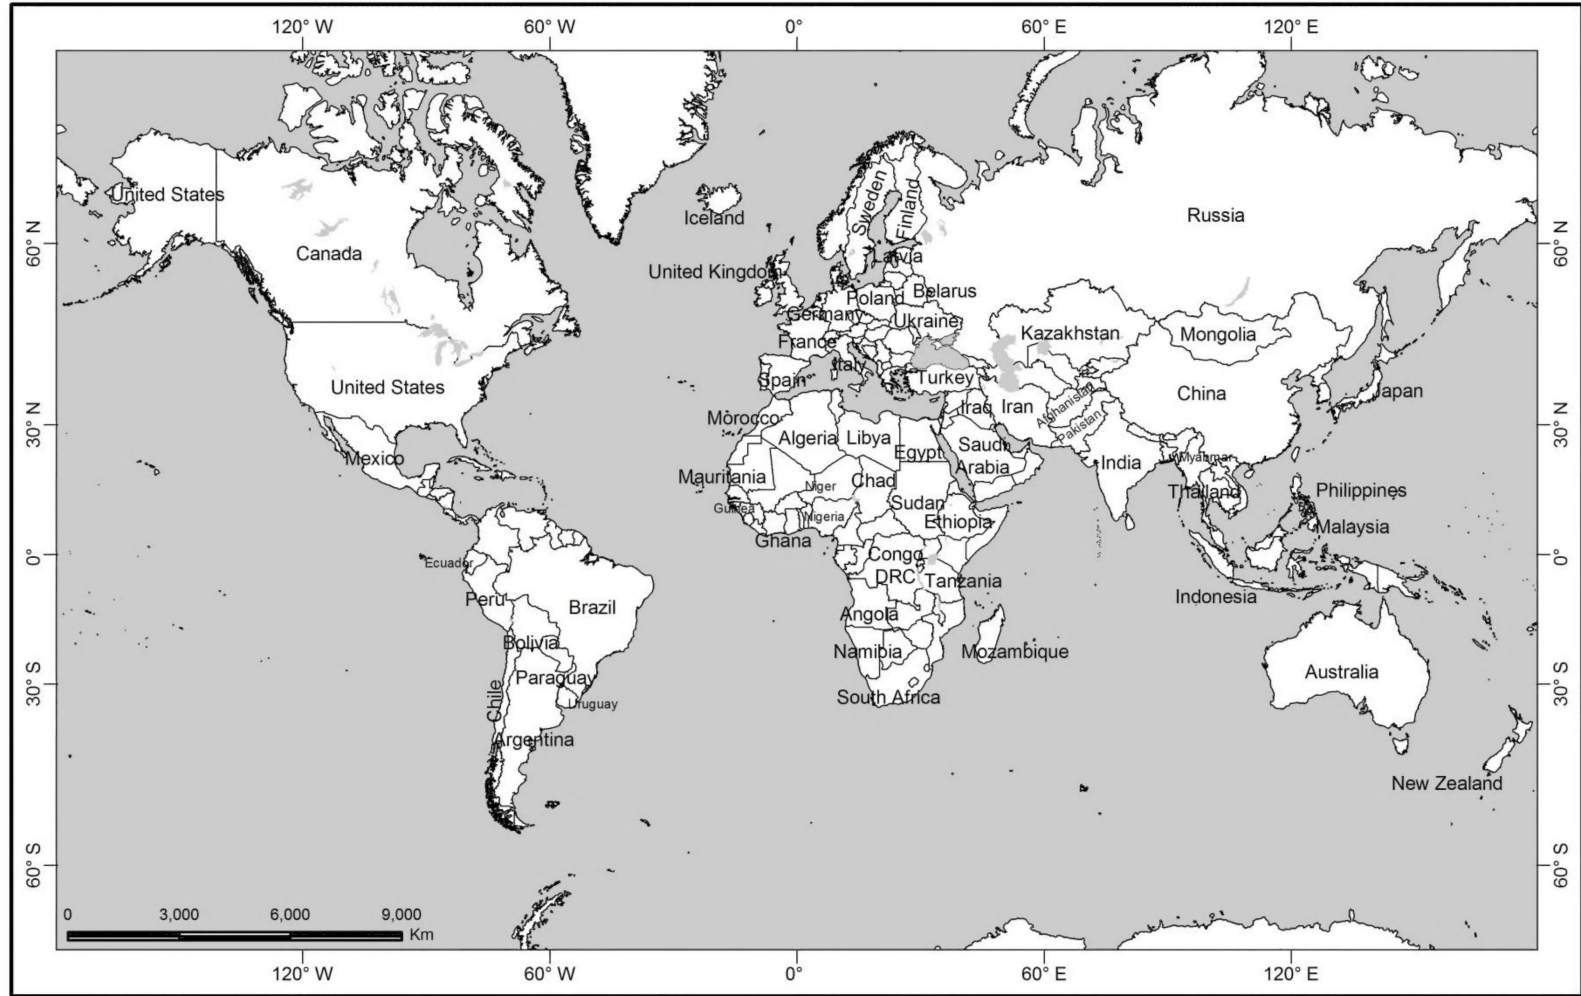 120° W
60° W
0°
60° E
120° E
60° N
30° N
0°
30° S
60° S
60° N
30° N
0°
30° S
60° S
United States
Canada
United States
Mexico
Iceland
United Kingdom
Sweden
Finland
Latvia
Belarus
Poland
Germany
Ukraine
France
Italy
Spain
Turkey
Russia
Kazakhstan
Mongolia
China
Japan
Iraq
Iran
Afghanistan
Pakistan
India
Myanmar
Thailand
Philippines
Malaysia
Indonesia
Morocco
Algeria
Libya
Egypt
Saudi
Arabia
Mauritania
Niger
Chad
Sudan
Guinea
Nigeria
Ethiopia
Ghana
Congo
DRC
Tanzania
Angola
Namibia
Mozambique
South Africa
Ecuador
Peru
Brazil
Bolivia
Paraguay
Chile
Uruguay
Argentina
Australia
New Zealand
0
3,000
6,000
9,000
Km
120° W
60° W
0°
60° E
120° E